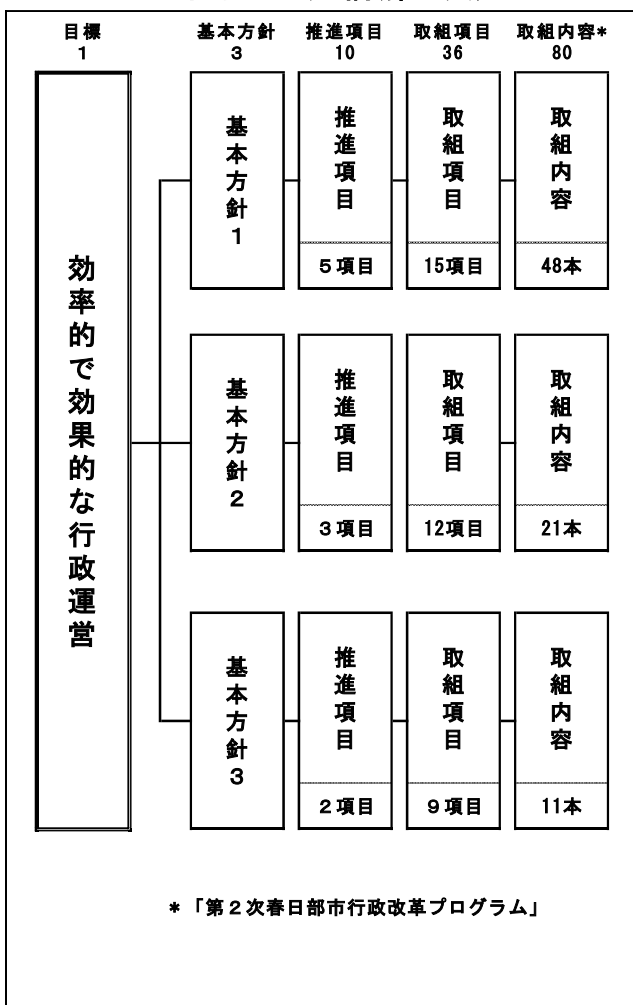 目標 基本方針 推進項目 取組項目 取組内容*
1 3 10 36 80
効率的で効果的な行政運営
基本方針1
推進項目
5項目
取組項目
15項目
取組内容
48本
基本方針2
推進項目
3項目
取組項目
12項目
取組内容
21本
基本方針3
推進項目
2項目
取組項目
9項目
取組内容
11本
*「第2次春日部市行政改革プログラム」